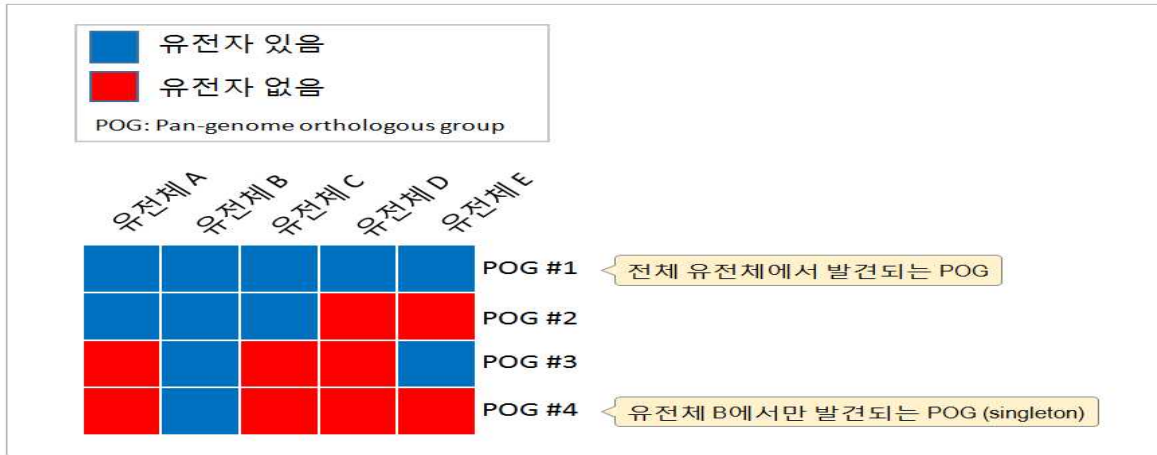 유전자 있음
유전자 없음
POG: Pan-genome orthologous group
유전체 A
유전체 B
유전체 C
유전체 D
유전체 E
POG #1
전체 유전체에서 발견되는 POG
POG #2
POG #3
POG #4
유전체 B에서만 발견되는 POG (singleton)